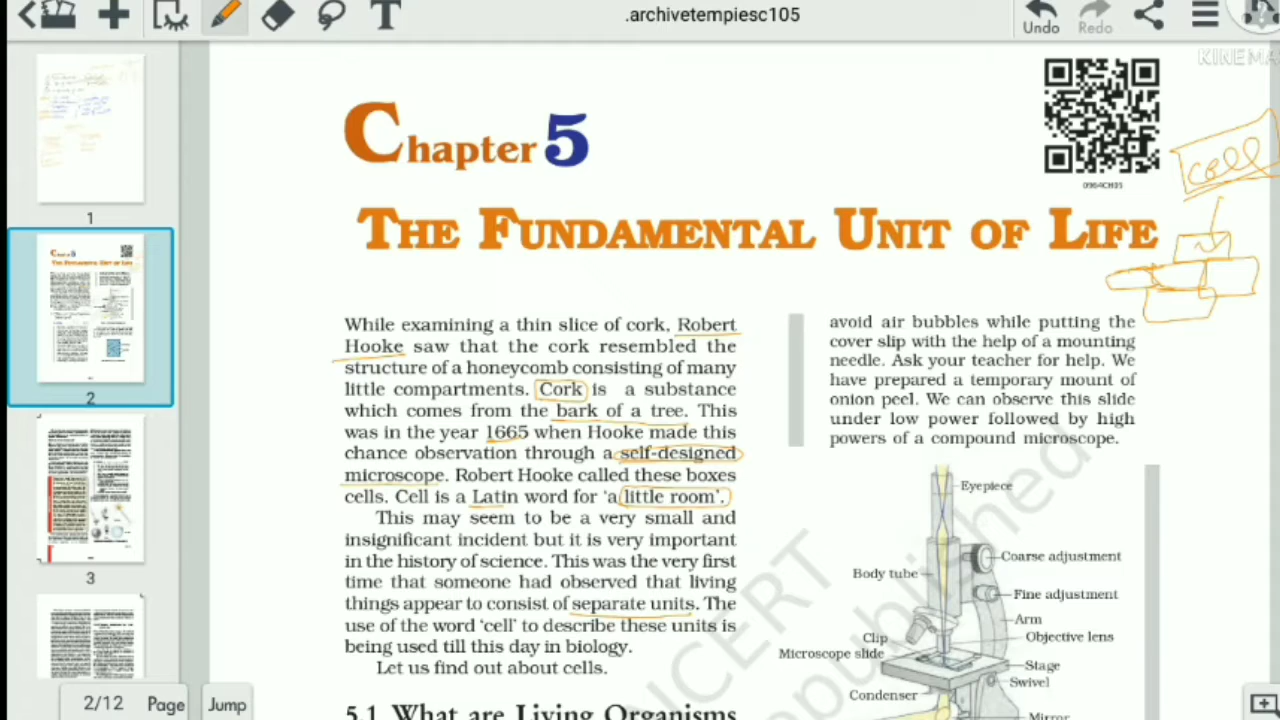 .archivetempiesc105
Undo
Redo
KINEMA
Chapter 5
0964CH05
cell
THE FUNDAMENTAL UNIT OF LIFE
While examining a thin slice of cork, Robert
Hooke saw that the cork resembled the
structure of a honeycomb consisting of many
little compartments. Cork is a substance
which comes from the bark of a tree. This
was in the year 1665 when Hooke made this
chance observation through a self-designed
microscope. Robert Hooke called these boxes
cells. Cell is a Latin word for ‘a little room’.
This may seem to be a very small and
insignificant incident but it is very important
in the history of science. This was the very first
time that someone had observed that living
things appear to consist of separate units. The
use of the word ‘cell’ to describe these units is
being used till this day in biology.
Let us find out about cells.
5.1 What are Living Organisms
avoid air bubbles while putting the
cover slip with the help of a mounting
needle. Ask your teacher for help. We
have prepared a temporary mount of
onion peel. We can observe this slide
under low power followed by high
powers of a compound microscope.
Eyepiece
Coarse adjustment
Body tube
Fine adjustment
Arm
Clip
Objective lens
Microscope slide
Stage
Swivel
Condenser
Mirror
1
2
3
2/12 Page
Jump